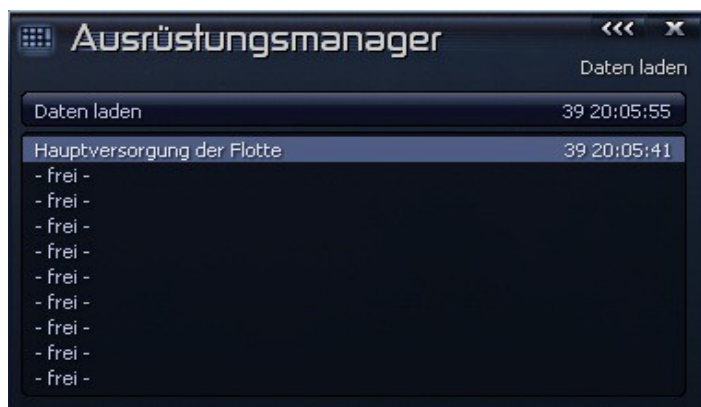 Ausrüstungsmanager <<< X
Daten laden
Daten laden 39 20:05:55
Hauptversorgung der Flotte 39 20:05:41
- frei -
- frei -
- frei -
- frei -
- frei -
- frei -
- frei -
- frei -
- frei -